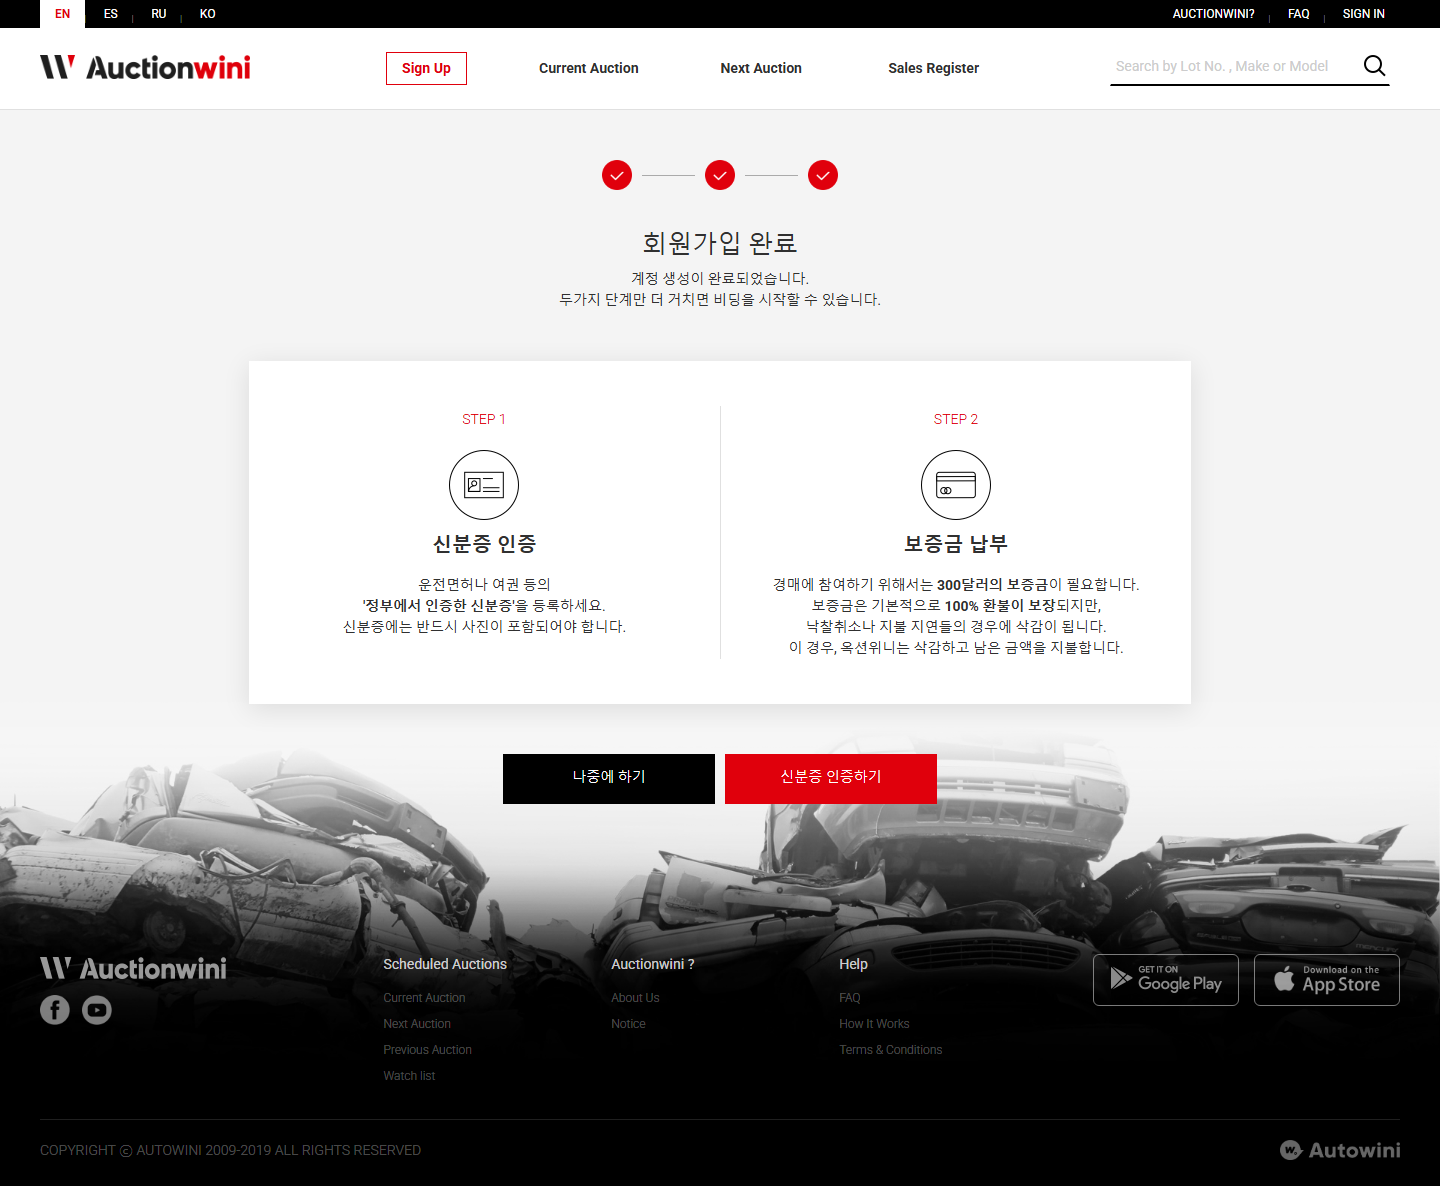 EN
ES
RU
KO
AUCTIONWINI?
FAQ
SIGN IN
Auctionwini
Sign Up
Current Auction
Next Auction
Sales Register
Search by Lot No. , Make or Model
회원가입 완료
계정 생성이 완료되었습니다.
두가지 단계만 더 거치면 비딩을 시작할 수 있습니다.
STEP 1
신분증 인증
운전면허나 여권 등의
'정부에서 인증한 신분증'을 등록하세요.
신분증에는 반드시 사진이 포함되어야 합니다.
STEP 2
보증금 납부
경매에 참여하기 위해서는 300달러의 보증금이 필요합니다.
보증금은 기본적으로 100% 환불이 보장되지만,
낙찰취소나 지불 지연들의 경우에 삭감이 됩니다.
이 경우, 옥션위니는 삭감하고 남은 금액을 지불합니다.
나중에 하기
신분증 인증하기
Auctionwini
Scheduled Auctions
Current Auction
Next Auction
Previous Auction
Watch list
Auctionwini ?
About Us
Notice
Help
FAQ
How It Works
Terms & Conditions
GET IT ON
Google Play
Download on the
App Store
COPYRIGHT ⓒ AUTOWINI 2009-2019 ALL RIGHTS RESERVED
Autowini